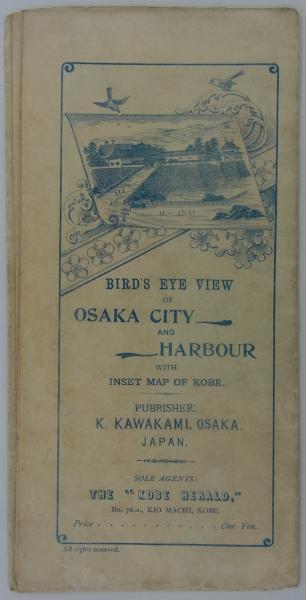 BIRD'S EYE VIEW
OF
OSAKA CITY
AND
HARBOUR
WITH
INSET MAP OF KOBE.
PUBRISHER:
K. KAWAKAMI, OSAKA.
JAPAN.
SOLE AGENTS:
THE "KOBE HERALD,"
No. 76-A, KIO MACHI, KOBE.
Price - - - - - - - - - - - One Yen.
All rights reserved.